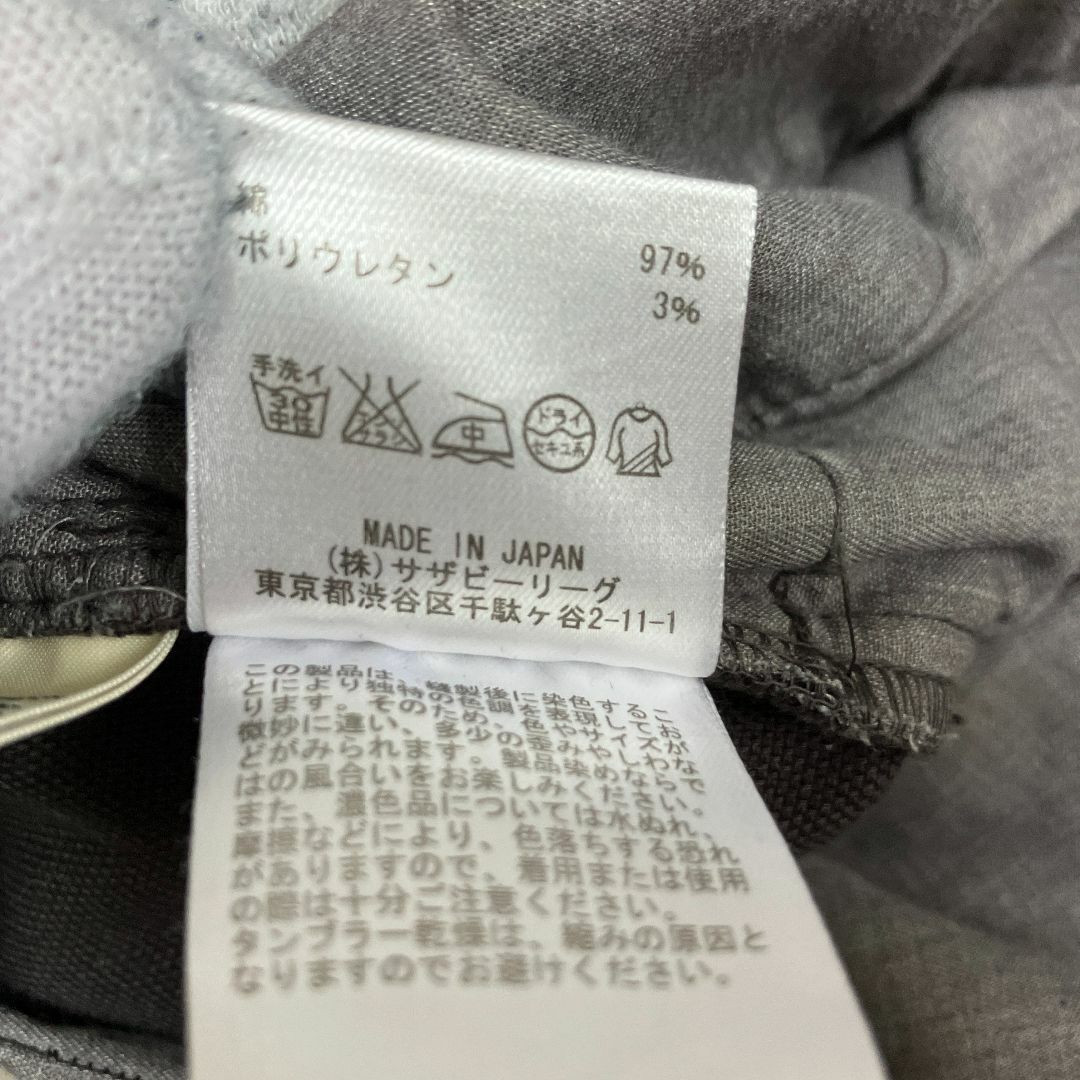 綿 97%
ポリウレタン 3%
手洗イ
30
中性
エンソ
サラシ
中
ドライ
セキユ系
MADE IN JAPAN
(株)サザビーリーグ
東京都渋谷区千駄ヶ谷2-11-1
この製品は、縫製後に染色するこ
とにより独特の色調を表現してお
ります。そのため、色やサイズが
微妙に違い、多少の歪みやしわな
どがみられます。製品染めならで
はの風合いをお楽しみください。
また、濃色品については水ぬれ、
摩擦などにより、色落ちする恐れ
がありますので、着用または使用
の際は十分ご注意ください。
タンブラー乾燥は、縮みの原因と
なりますのでお避けください。